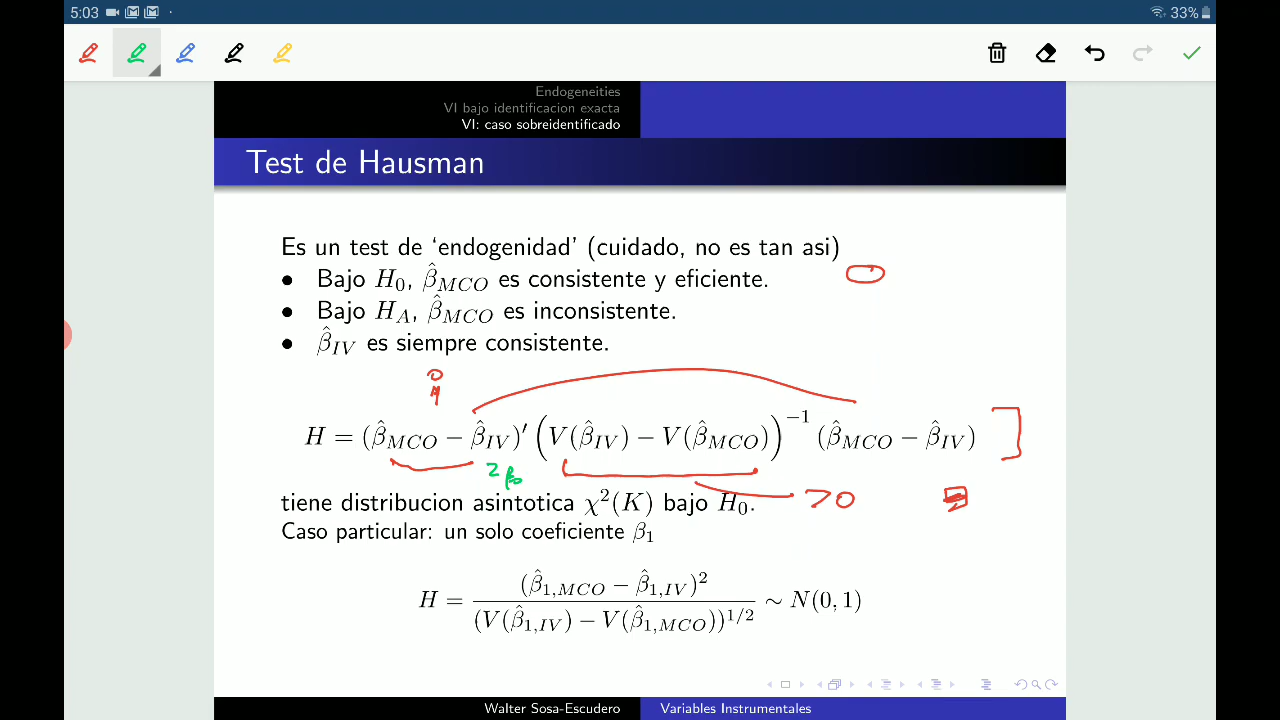 5:03 33%
Endogeneities
VI bajo identificacion exacta
VI: caso sobreidentificado
Test de Hausman
Es un test de ‘endogenidad’ (cuidado, no es tan asi)
• Bajo H₀, β̂_MCO es consistente y eficiente.
• Bajo H_A, β̂_MCO es inconsistente.
• β̂_IV es siempre consistente.
0
H = (β̂_MCO − β̂_IV)′ (V(β̂_IV) − V(β̂_MCO))⁻¹ (β̂_MCO − β̂_IV)
tiene distribucion asintotica χ²(K) bajo H₀. >0
Caso particular: un solo coeficiente β₁
H = (β̂_1,MCO − β̂_1,IV)² / (V(β̂_1,IV) − V(β̂_1,MCO))^1/2 ∼ N(0, 1)
Walter Sosa-Escudero Variables Instrumentales